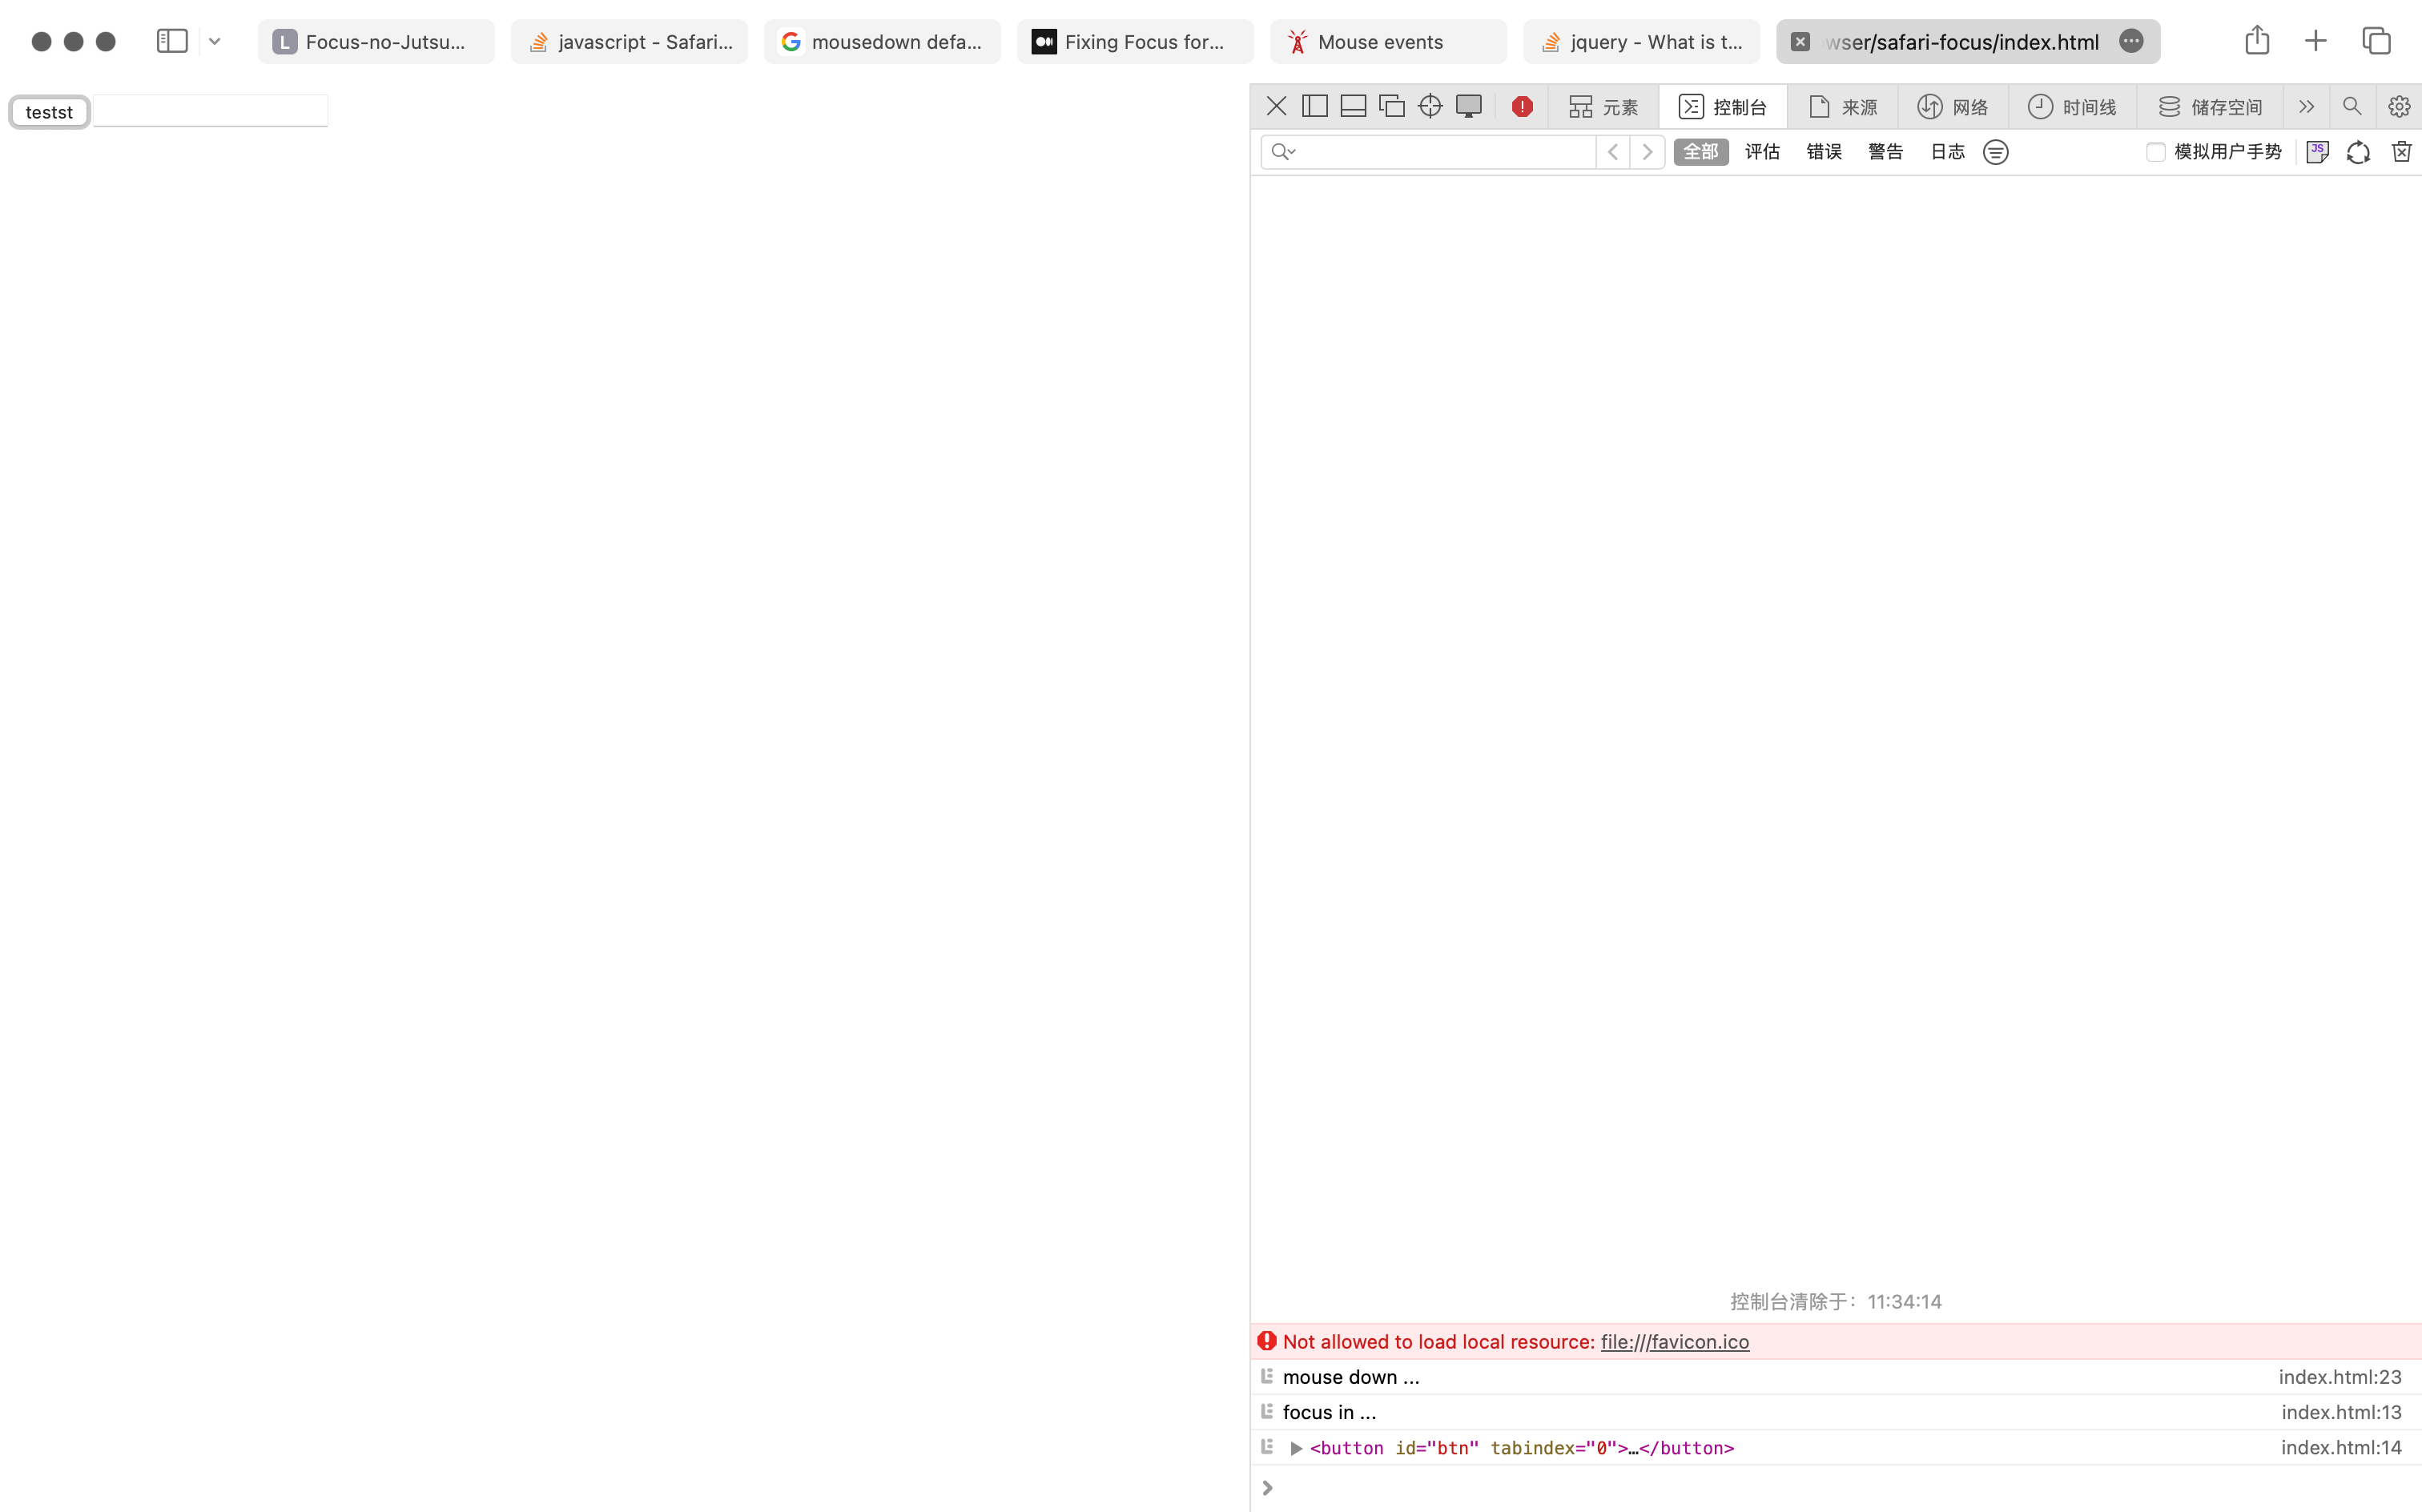 L Focus-no-Jutsu...
javascript - Safari...
mousedown defa...
Fixing Focus for...
Mouse events
jquery - What is t...
wser/safari-focus/index.html
testst
元素
控制台
来源
网络
时间线
储存空间
全部
评估
错误
警告
日志
模拟用户手势
JS
控制台清除于：11:34:14
Not allowed to load local resource: file:///favicon.ico
mouse down ... index.html:23
focus in ... index.html:13
<button id="btn" tabindex="0">…</button> index.html:14